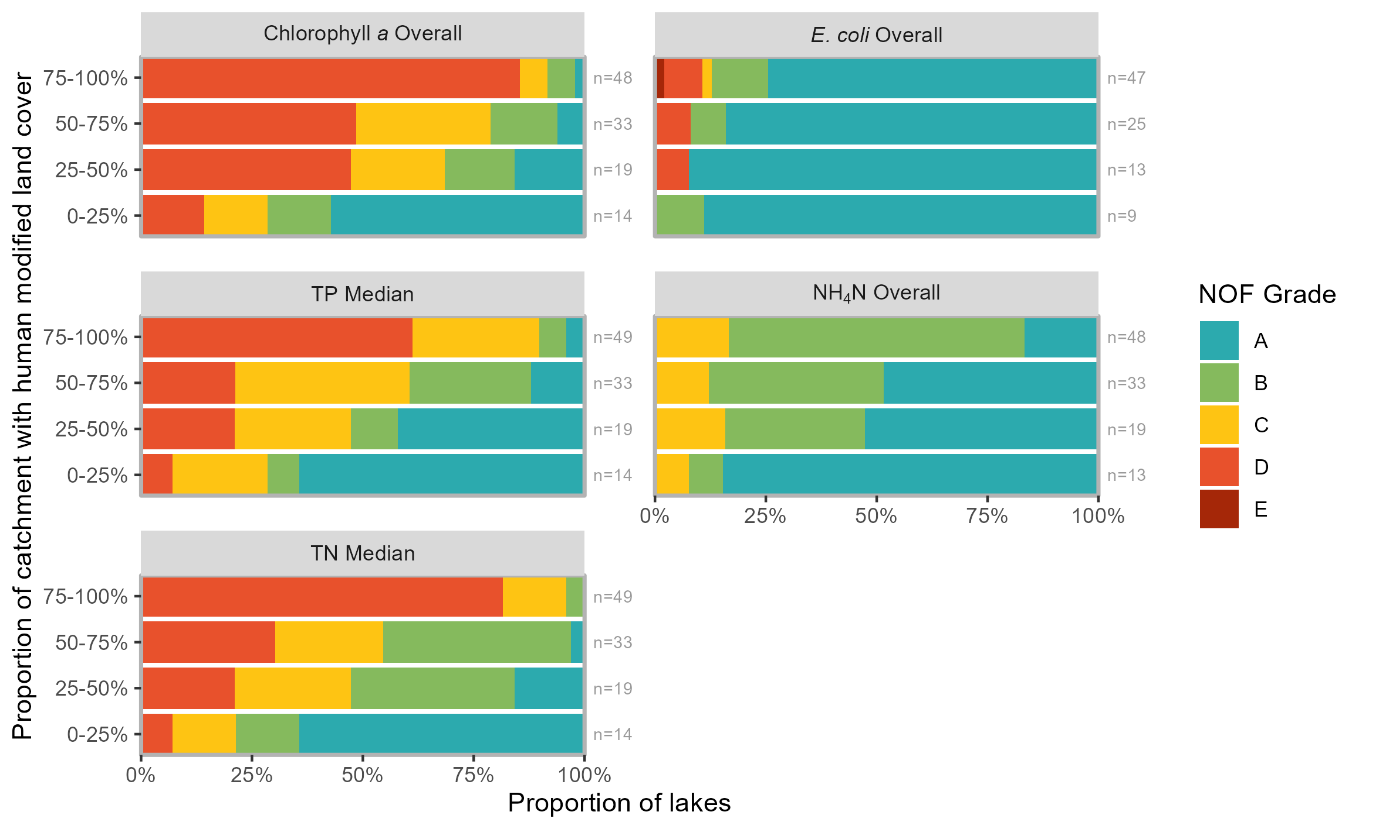 Chlorophyll a Overall
75-100% n=48
50-75% n=33
25-50% n=19
0-25% n=14
E. coli Overall
n=47
n=25
n=13
n=9
TP Median
75-100% n=49
50-75% n=33
25-50% n=19
0-25% n=14
NH₄N Overall
n=48
n=33
n=19
n=13
0% 25% 50% 75% 100%
TN Median
75-100% n=49
50-75% n=33
25-50% n=19
0-25% n=14
0% 25% 50% 75% 100%
Proportion of lakes
Proportion of catchment with human modified land cover
NOF Grade
A
B
C
D
E